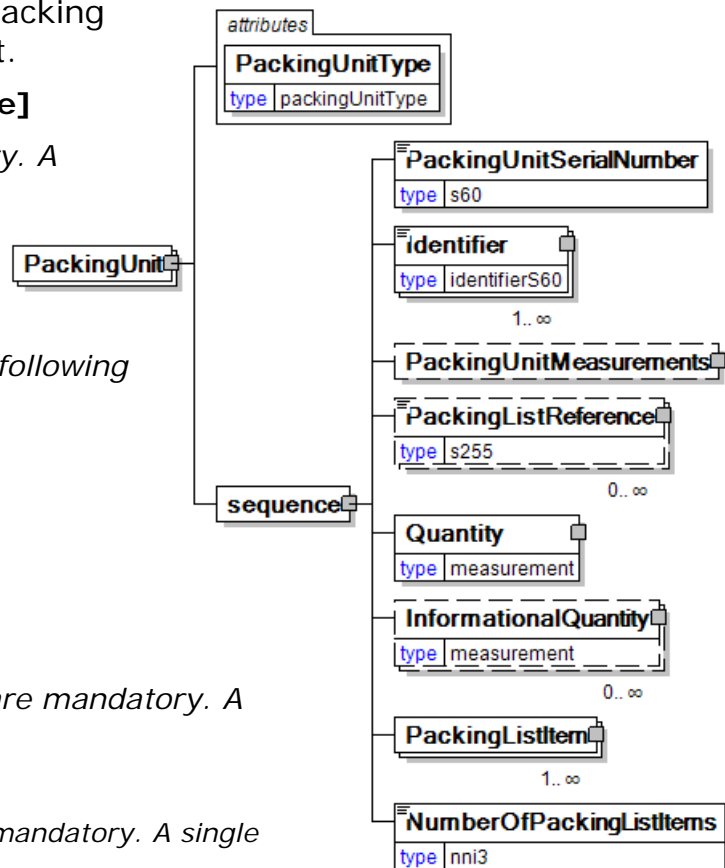 acking
t.
e]
y. A
following
are mandatory. A
mandatory. A single
attributes
PackingUnitType
type packingUnitType
PackingUnit
sequence
PackingUnitSerialNumber
type s60
Identifier
type identifierS60
1..∞
PackingUnitMeasurements
PackingListReference
type s255
0..∞
Quantity
type measurement
InformationalQuantity
type measurement
0..∞
PackingListItem
1..∞
NumberOfPackingListItems
type nni3